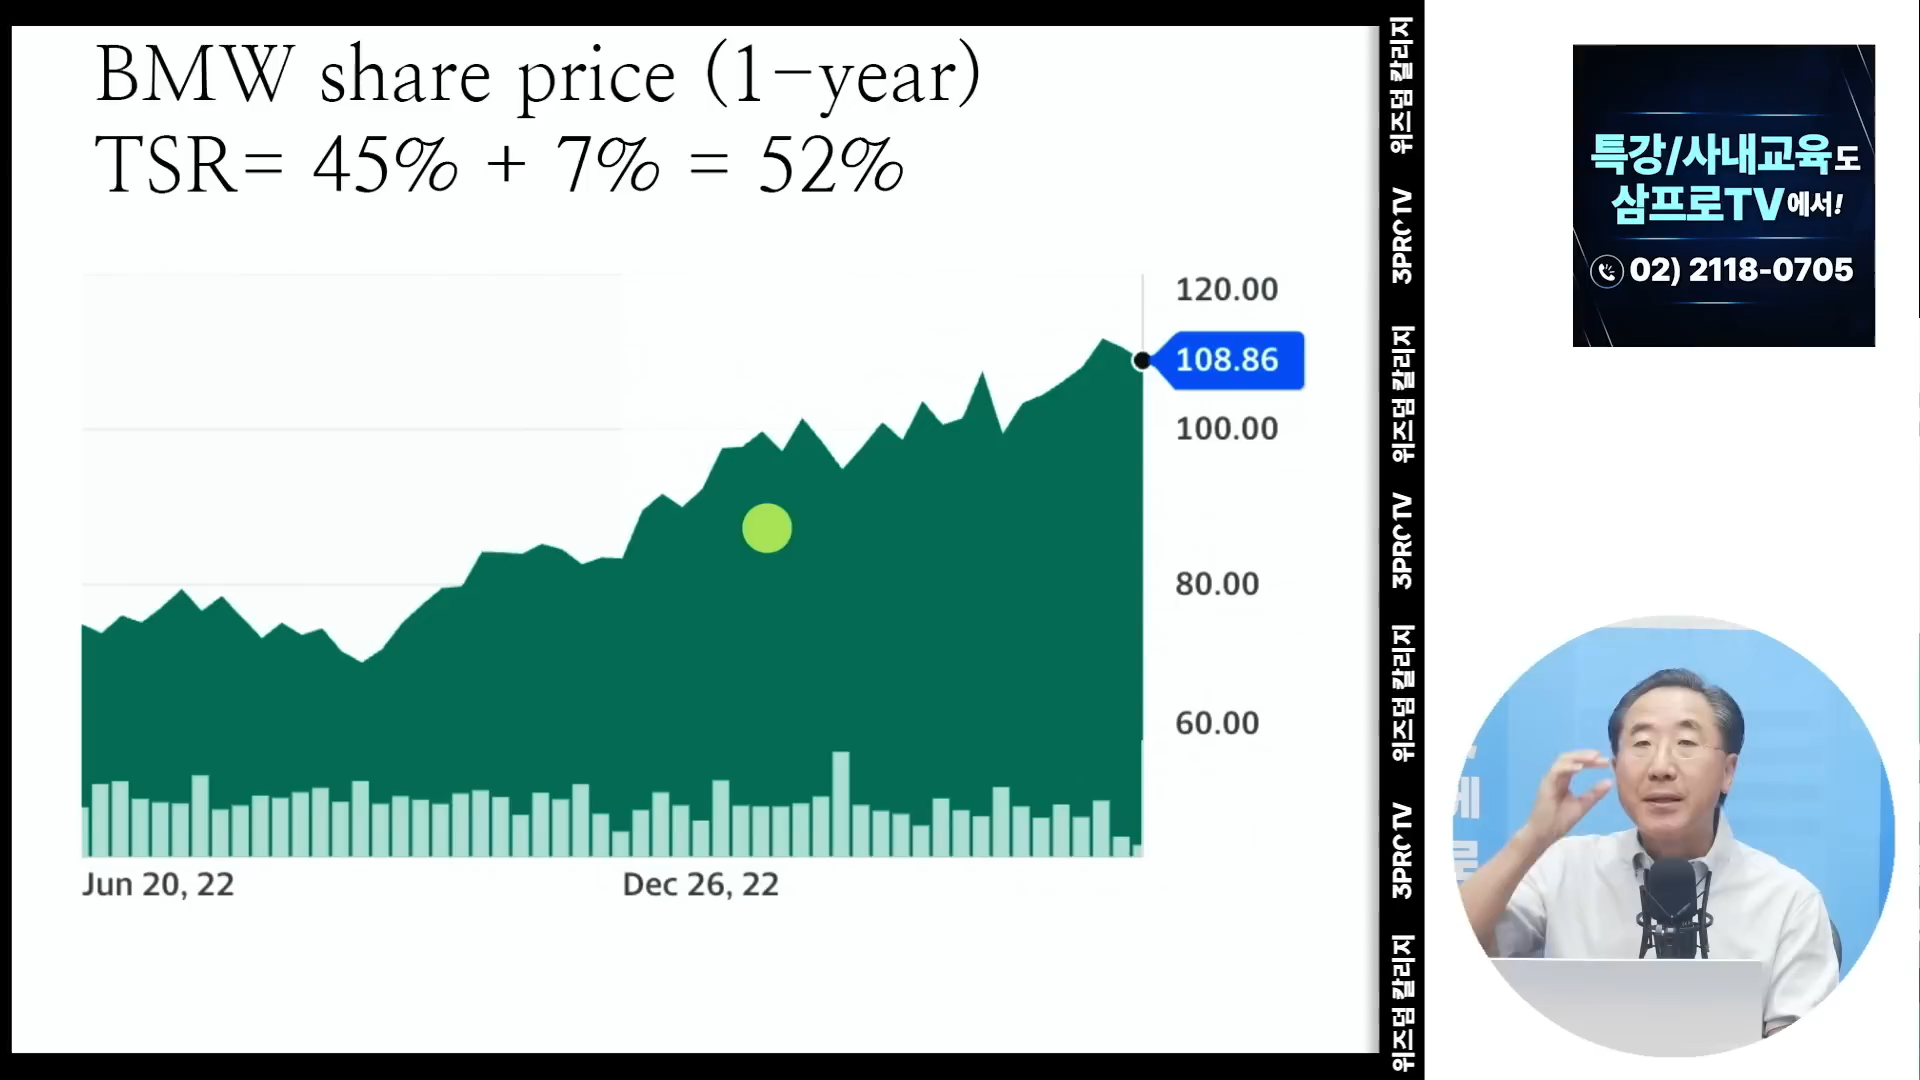 BMW share price (1-year)
TSR= 45% + 7% = 52%
120.00
108.86
100.00
80.00
60.00
Jun 20, 22
Dec 26, 22
위즈덤 칼리지
3PROTV
위즈덤 칼리지
3PROTV
위즈덤 칼리지
3PROTV
위즈덤 칼리지
특강/사내교육도
삼프로TV에서!
02) 2118-0705
에
로